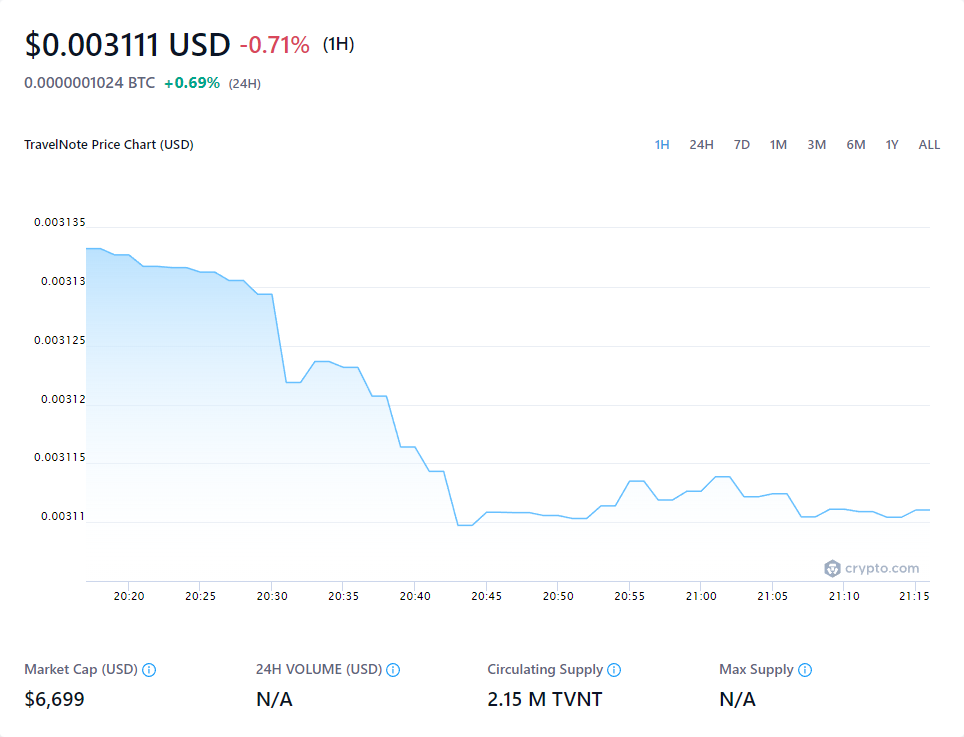 $0.003111 USD -0.71% (1H)
0.0000001024 BTC +0.69% (24H)
TravelNote Price Chart (USD) 1H 24H 7D 1M 3M 6M 1Y ALL
0.003135
0.00313
0.003125
0.00312
0.003115
0.00311
crypto.com
20:20 20:25 20:30 20:35 20:40 20:45 20:50 20:55 21:00 21:05 21:10 21:15
Market Cap (USD) 24H VOLUME (USD) Circulating Supply Max Supply
$6,699 N/A 2.15 M TVNT N/A